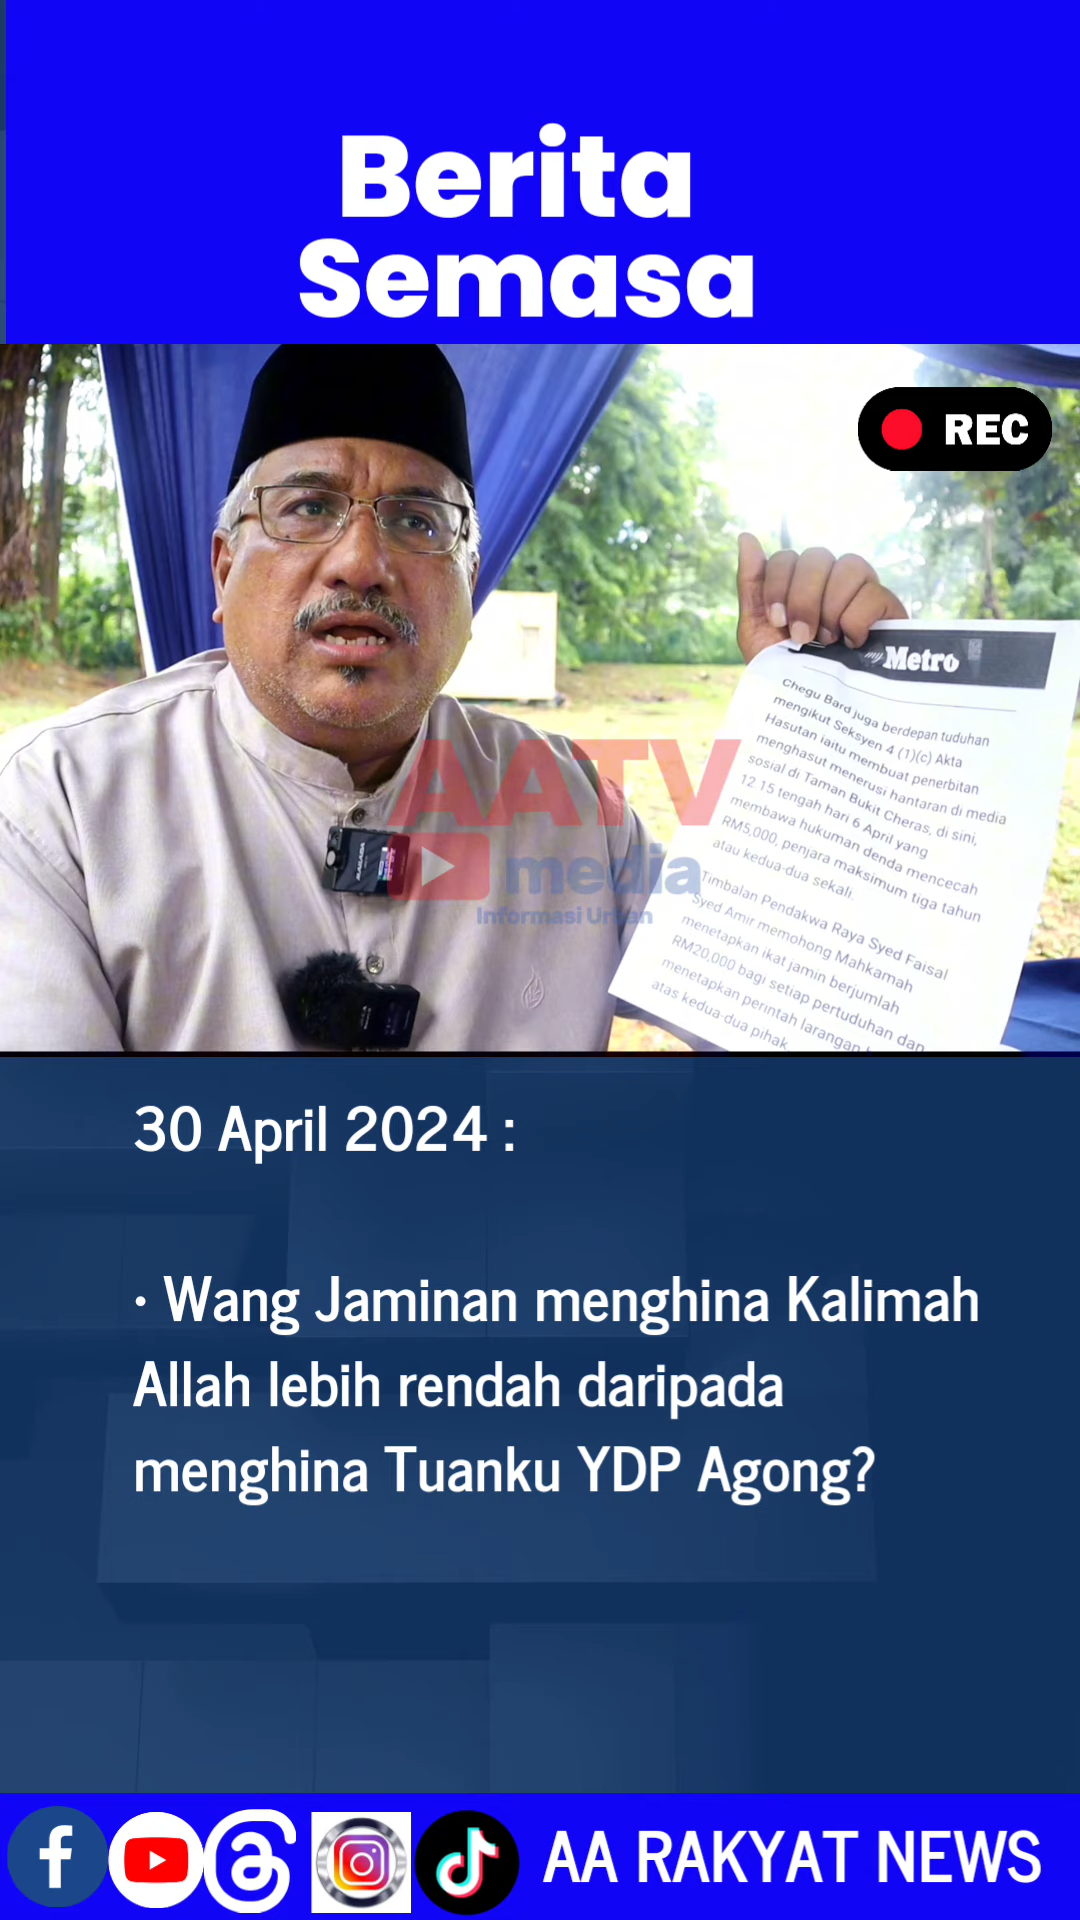 Berita
Semasa
REC
my Metro
Chegu Bard juga berdepan tuduhan
mengikut Seksyen 4 (1)(c) Akta
Hasutan iaitu membuat penerbitan
menghasut menerusi hantaran di media
sosial di Taman Bukit Cheras, di sini,
12.15 tengah hari 6 April yang
membawa hukuman denda mencecah
RM5,000, penjara maksimum tiga tahun
atau kedua-dua sekali.
Timbalan Pendakwa Raya Syed Faisal
Syed Amir memohong Mahkamah
menetapkan ikat jamin berjumlah
RM20,000 bagi setiap pertuduhan dan
menetapkan perintah larangan
atas kedua-dua pihak
AATV
media
Informasi Urban
30 April 2024 :
• Wang Jaminan menghina Kalimah
Allah lebih rendah daripada
menghina Tuanku YDP Agong?
AA RAKYAT NEWS